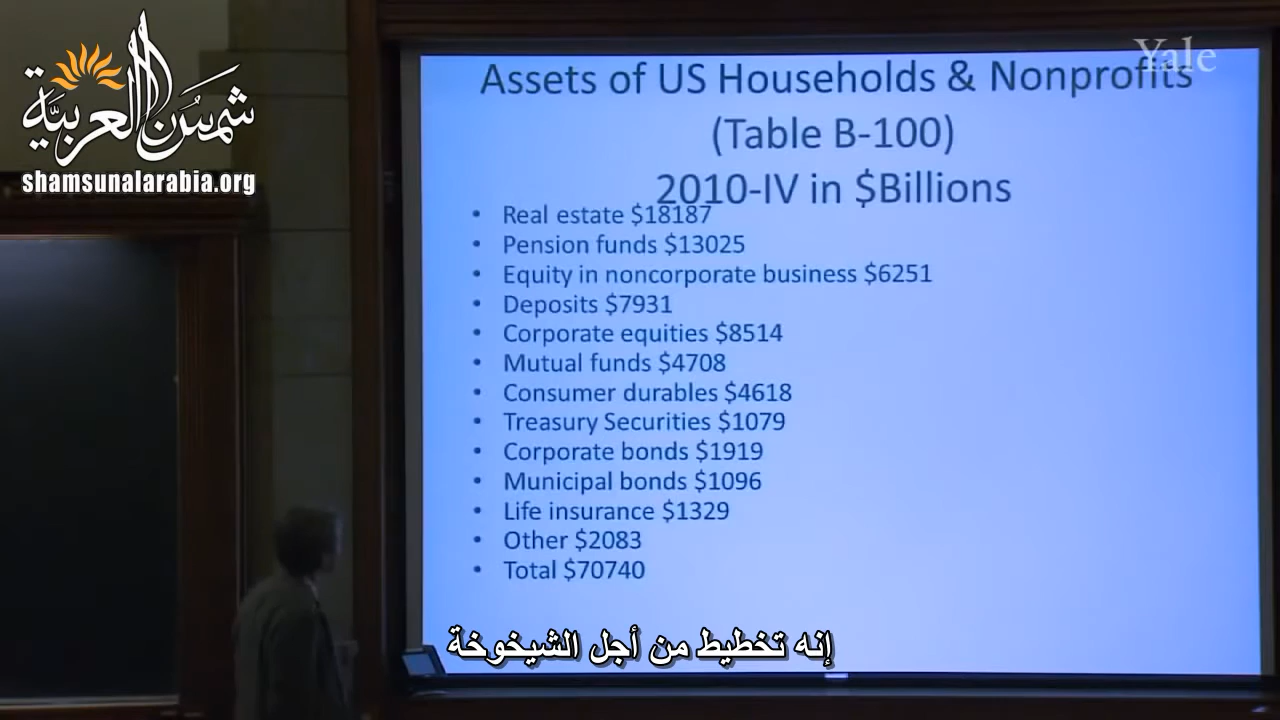 شمسُ العربيّة
shamsunalarabia.org
Yale
Assets of US Households & Nonprofits
(Table B-100)
2010-IV in $Billions
• Real estate $18187
• Pension funds $13025
• Equity in noncorporate business $6251
• Deposits $7931
• Corporate equities $8514
• Mutual funds $4708
• Consumer durables $4618
• Treasury Securities $1079
• Corporate bonds $1919
• Municipal bonds $1096
• Life insurance $1329
• Other $2083
• Total $70740
إنه تخطيط من أجل الشيخوخة